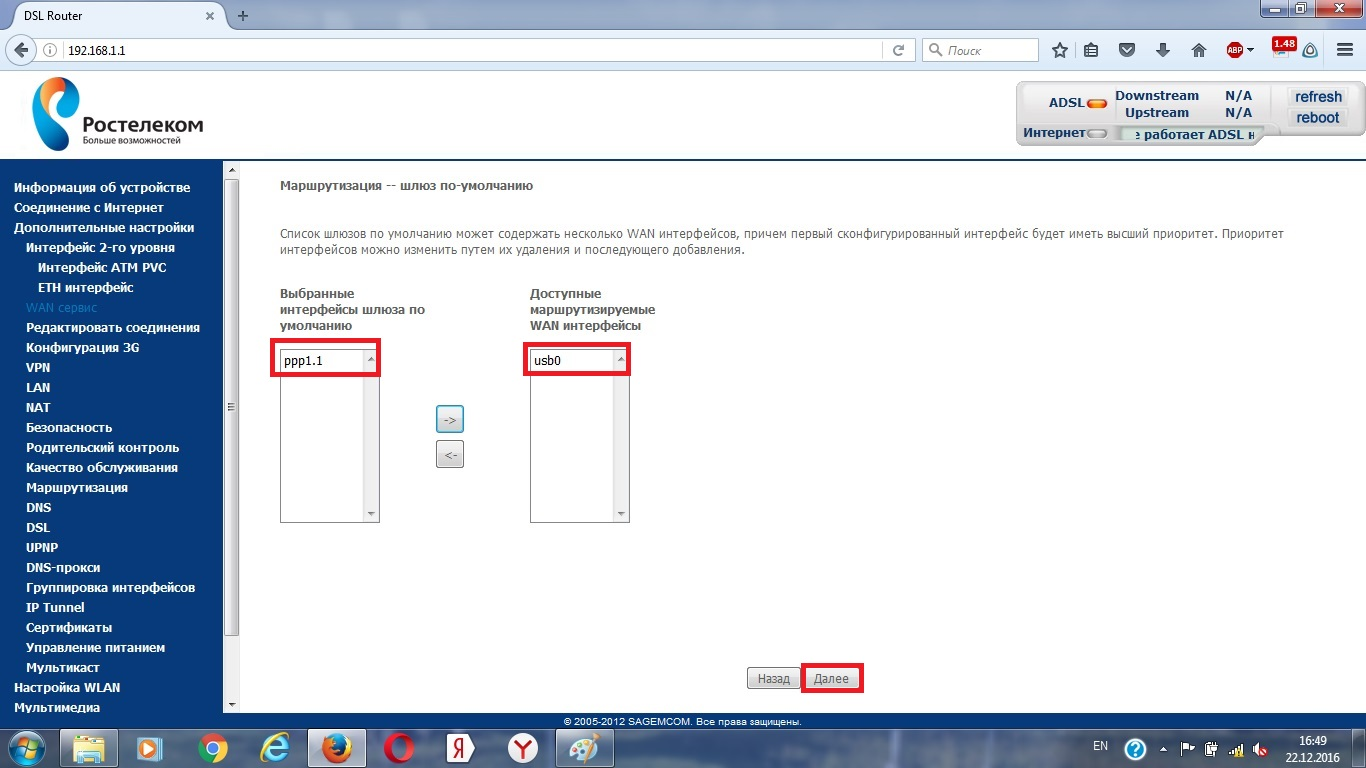 DSL Router
192.168.1.1
Поиск
ABP
1.48
Ростелеком
Больше возможностей
ADSL
Downstream N/A
Upstream N/A
Интернет
е работает ADSL н
refresh
reboot
Информация об устройстве
Соединение с Интернет
Дополнительные настройки
Интерфейс 2-го уровня
Интерфейс ATM PVC
ETH интерфейс
WAN сервис
Редактировать соединения
Конфигурация 3G
VPN
LAN
NAT
Безопасность
Родительский контроль
Качество обслуживания
Маршрутизация
DNS
DSL
UPNP
DNS-прокси
Группировка интерфейсов
IP Tunnel
Сертификаты
Управление питанием
Мультикаст
Настройка WLAN
Мультимедиа
Маршрутизация -- шлюз по-умолчанию
Список шлюзов по умолчанию может содержать несколько WAN интерфейсов, причем первый сконфигурированный интерфейс будет иметь высший приоритет. Приоритет
интерфейсов можно изменить путем их удаления и последующего добавления.
Выбранные
интерфейсы шлюза по
умолчанию
Доступные
маршрутизируемые
WAN интерфейсы
ppp1.1
usb0
->
<-
Назад
Далее
© 2005-2012 SAGEMCOM. Все права защищены.
EN
16:49
22.12.2016